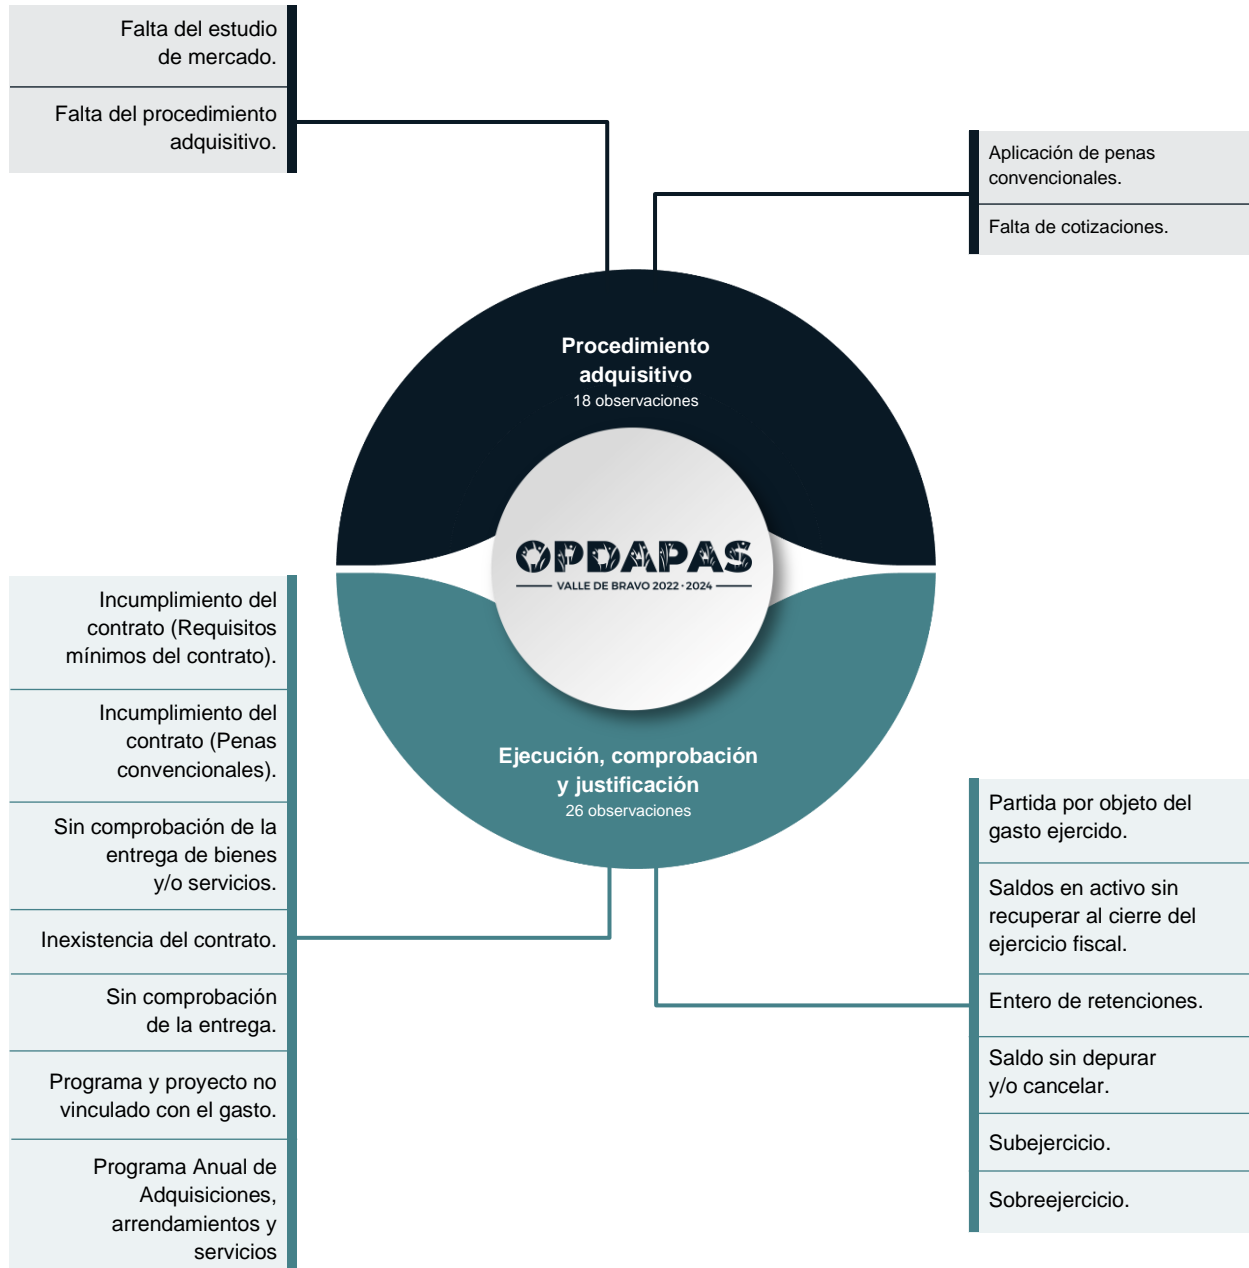 Falta del estudio
de mercado.
Falta del procedimiento
adquisitivo.
Aplicación de penas
convencionales.
Falta de cotizaciones.
Procedimiento
adquisitivo
18 observaciones
OPDAPAS
VALLE DE BRAVO 2022 · 2024
Ejecución, comprobación
y justificación
26 observaciones
Incumplimiento del
contrato (Requisitos
mínimos del contrato).
Incumplimiento del
contrato (Penas
convencionales).
Sin comprobación de la
entrega de bienes
y/o servicios.
Inexistencia del contrato.
Sin comprobación
de la entrega.
Programa y proyecto no
vinculado con el gasto.
Programa Anual de
Adquisiciones,
arrendamientos y
servicios
Partida por objeto del
gasto ejercido.
Saldos en activo sin
recuperar al cierre del
ejercicio fiscal.
Entero de retenciones.
Saldo sin depurar
y/o cancelar.
Subejercicio.
Sobreejercicio.